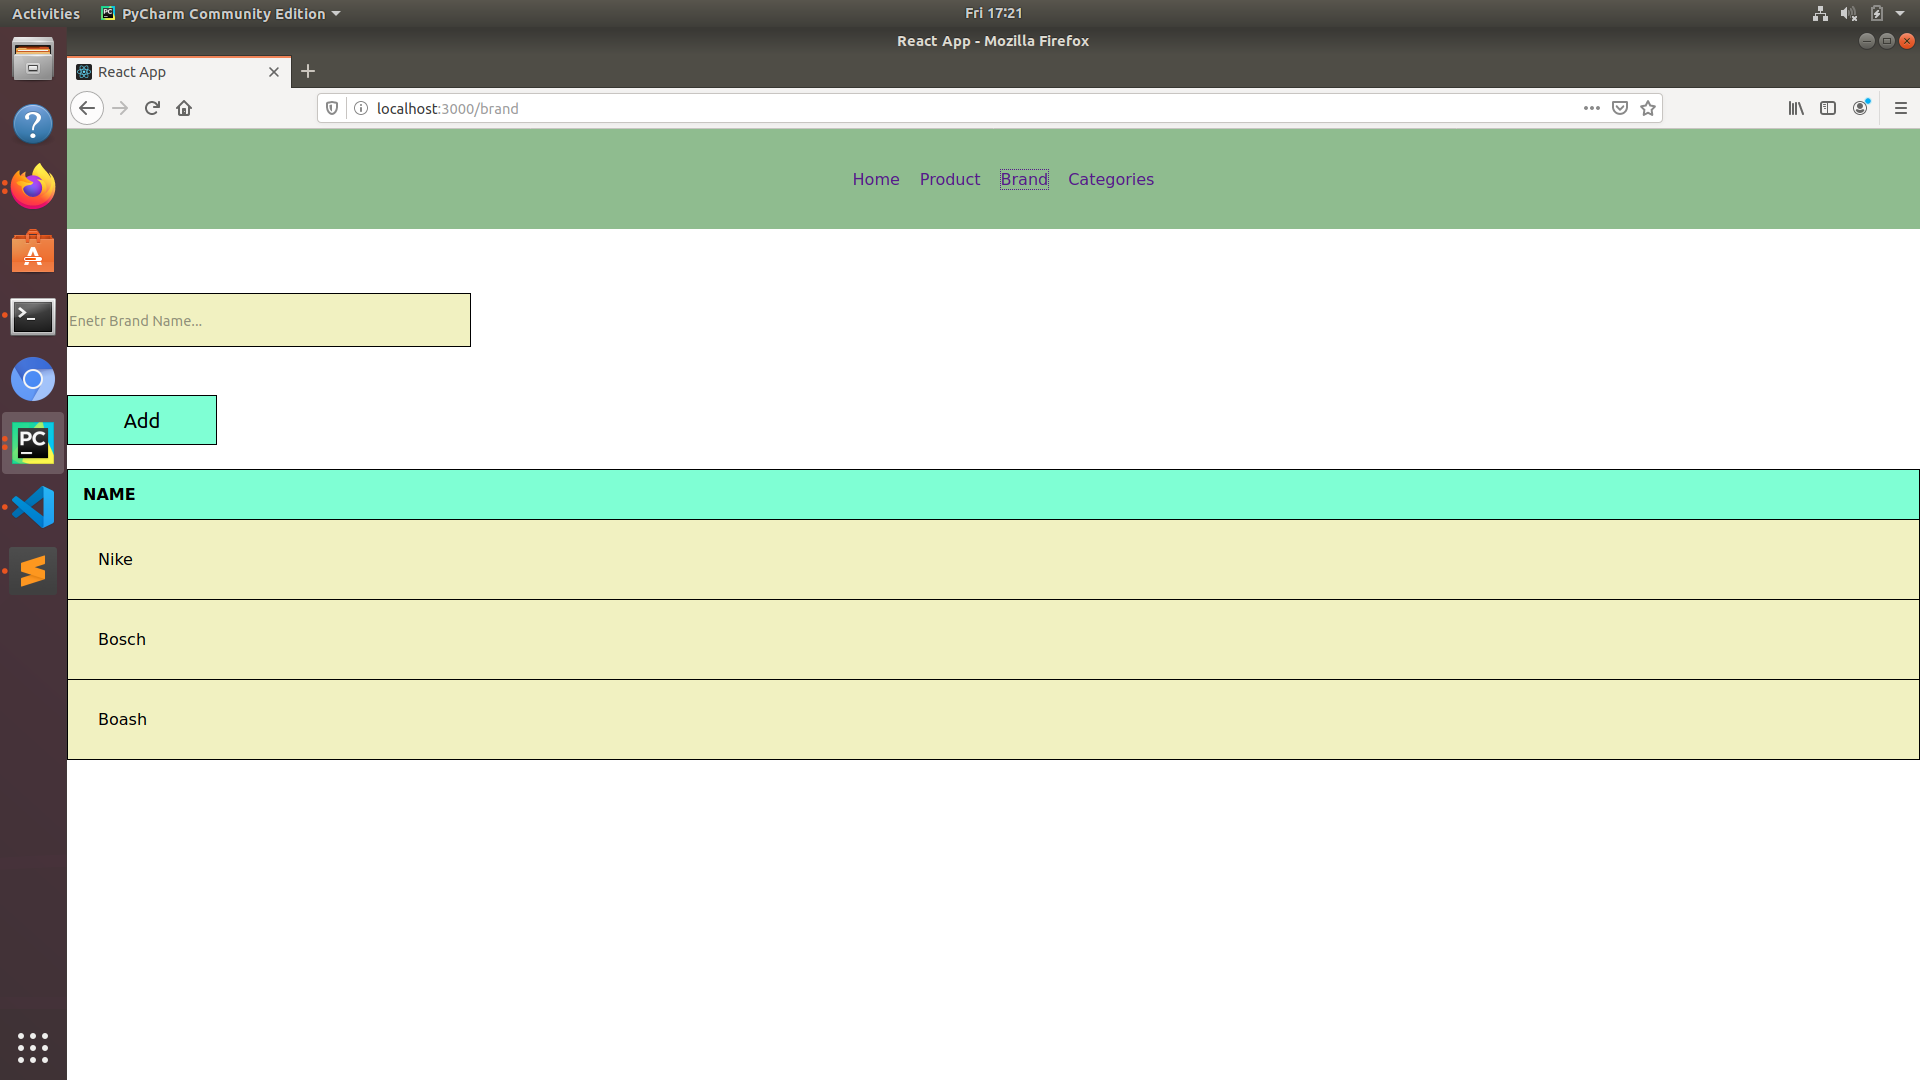 Activities PyCharm Community Edition Fri 17:21
React App - Mozilla Firefox
React App
localhost:3000/brand
Home Product Brand Categories
Enetr Brand Name...
Add
NAME
Nike
Bosch
Boash
PC